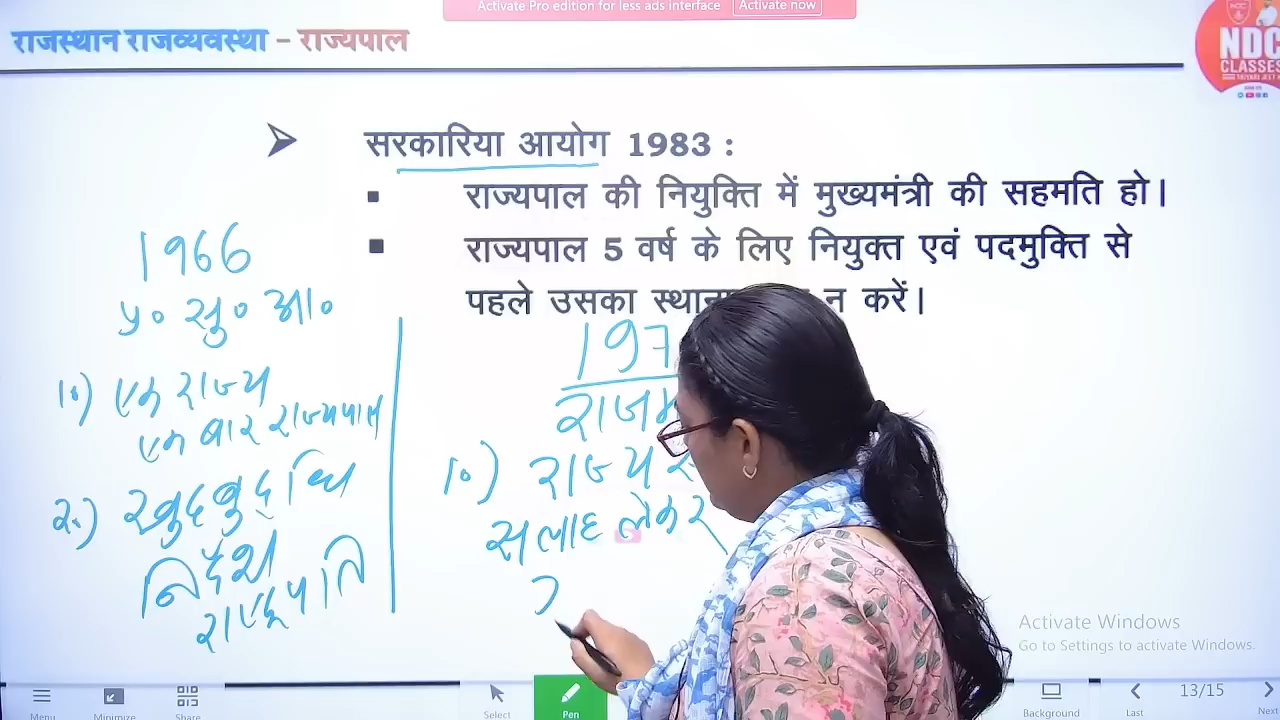 Activate Pro edition for less ads interface Activate now
राजस्थान राजव्यवस्था – राज्यपाल
NDC
CLASSES
सरकारिया आयोग 1983 :
राज्यपाल की नियुक्ति में मुख्यमंत्री की सहमति हो।
राज्यपाल 5 वर्ष के लिए नियुक्त एवं पदमुक्ति से
पहले उसका न करें।
1966
प्र० सु० आ०
1.) एक राज्य
एक बार राज्यपाल
2.)
निर्देश
राष्ट्रपति
197
राजम
1.) राज्य
सलाह लेकर
Activate Windows
Go to Settings to activate Windows.
Menu
Minimize
Share
Select
Pen
Background
Last
13/15
Next